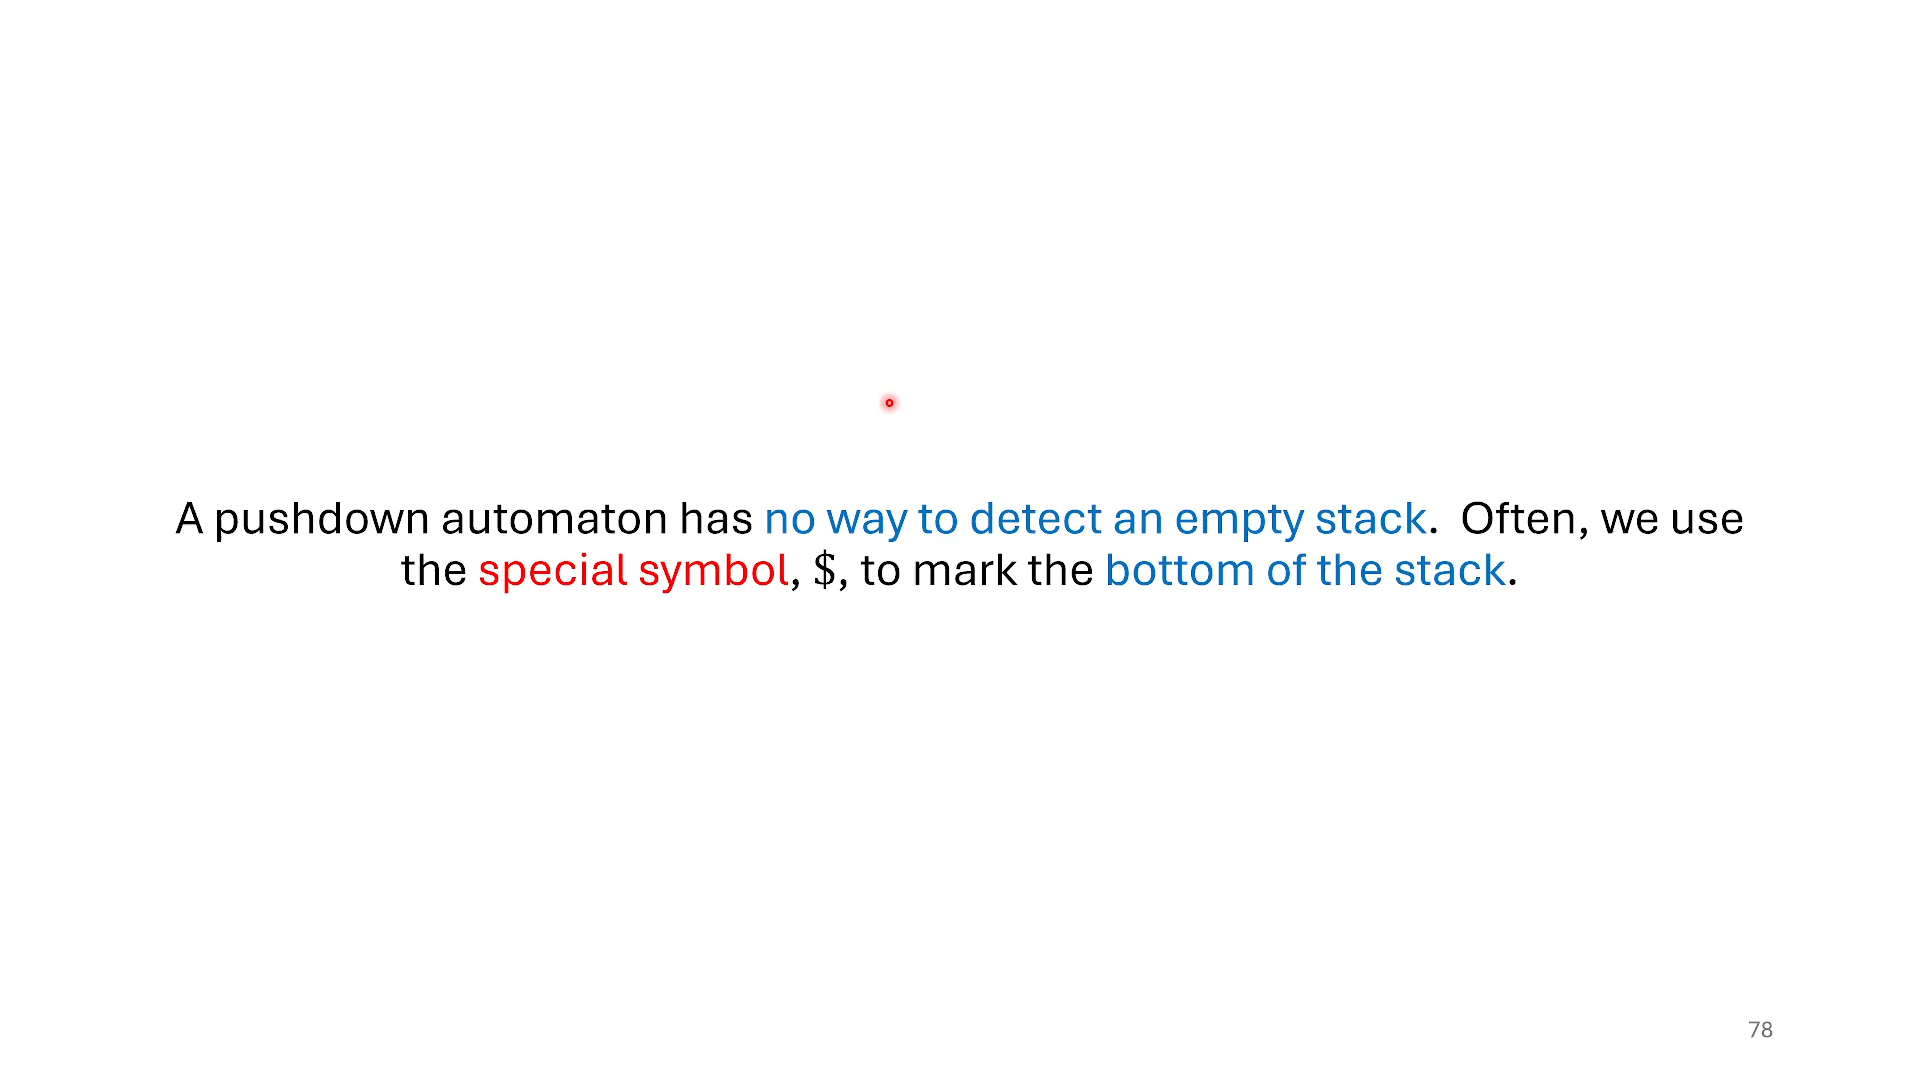 A pushdown automaton has no way to detect an empty stack.  Often, we use
the special symbol, $, to mark the bottom of the stack.
78